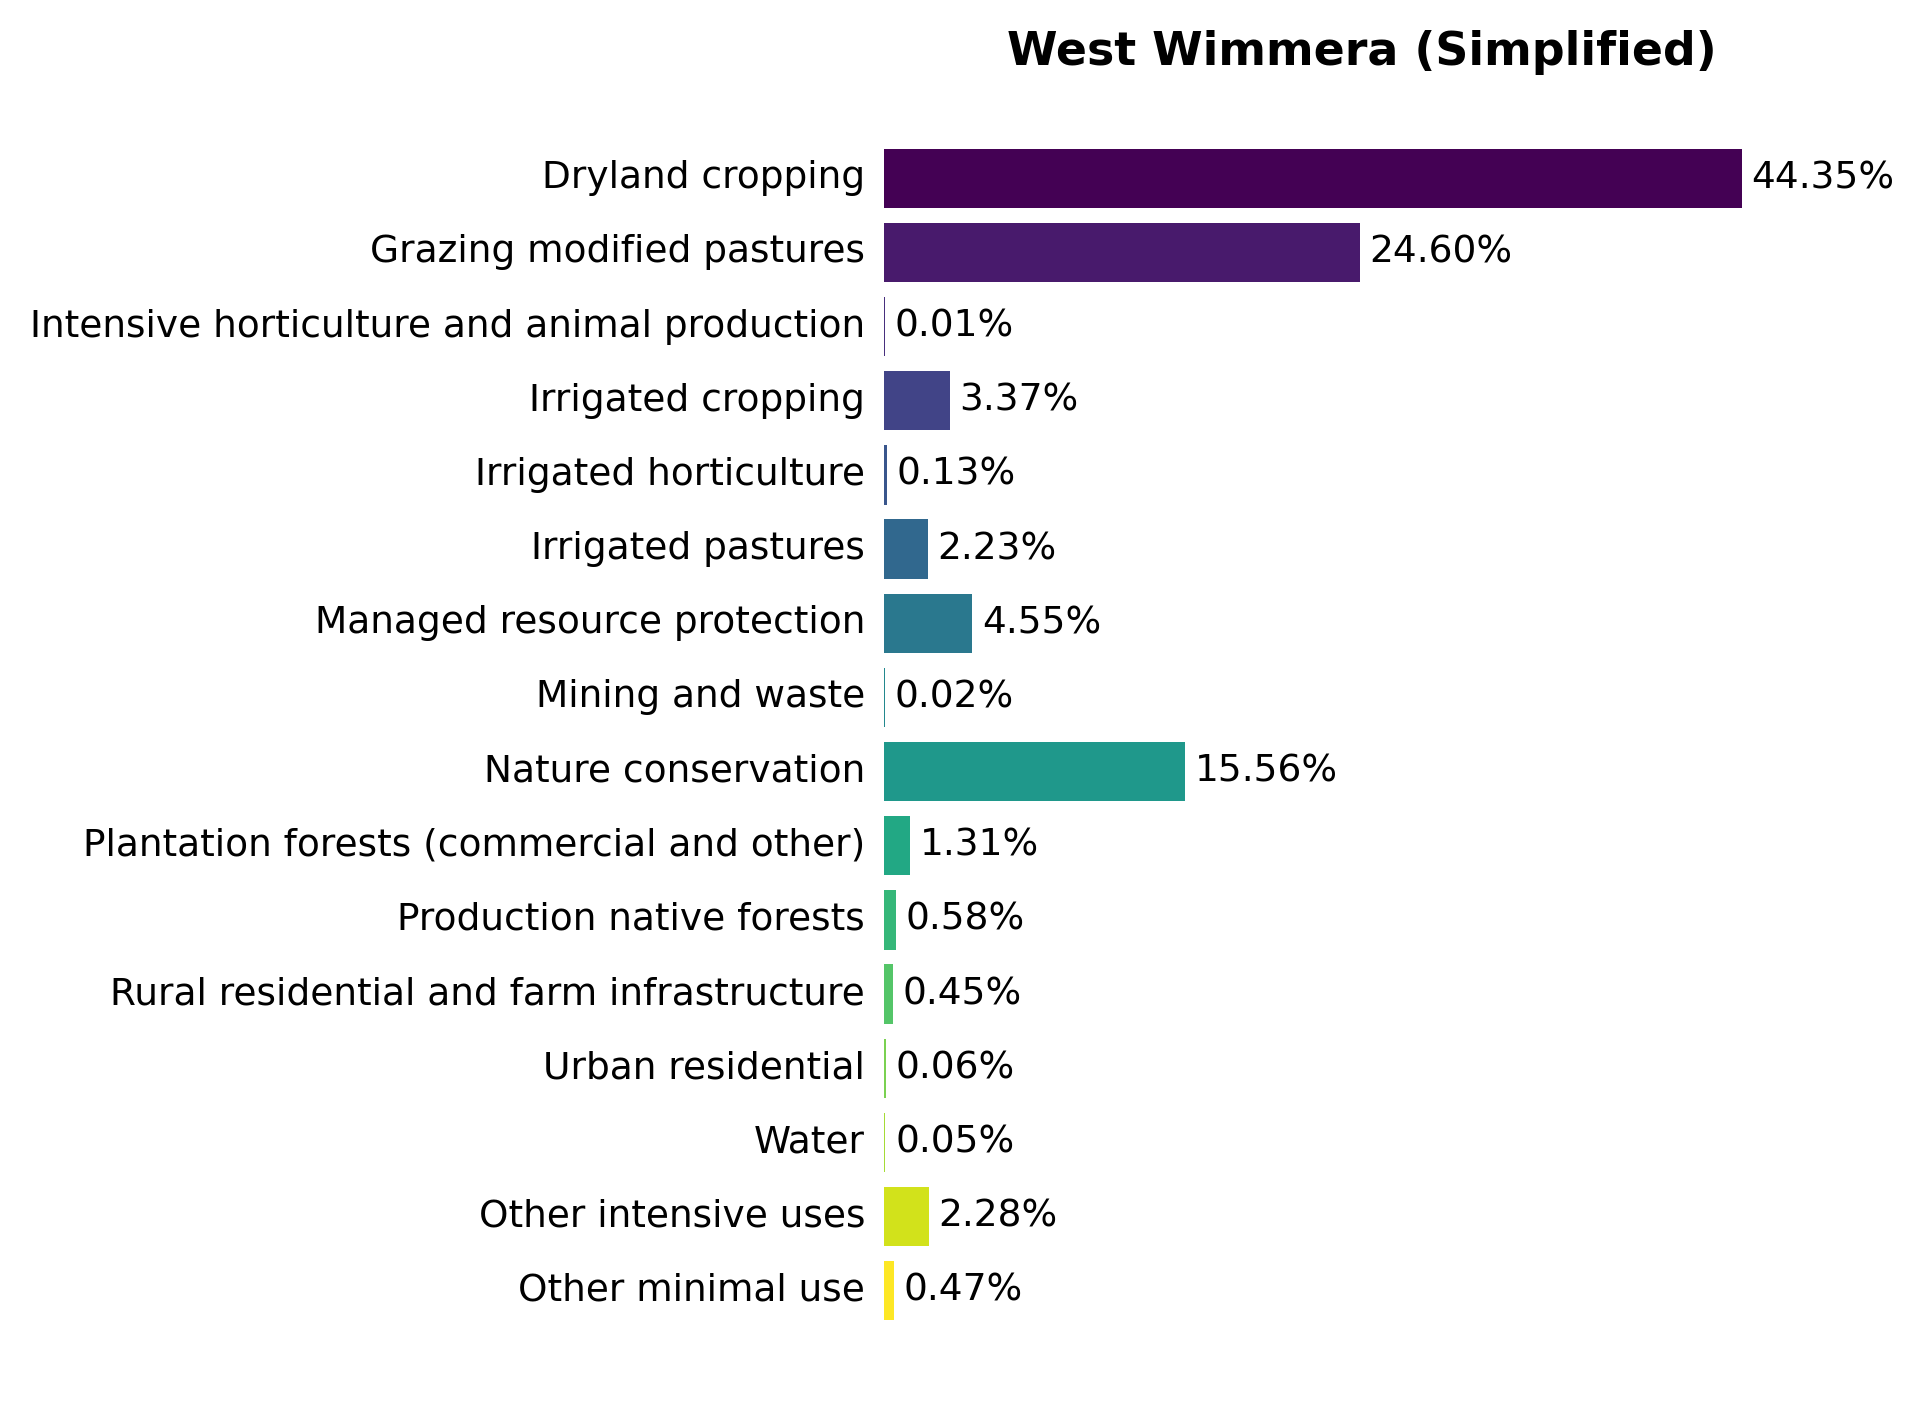 West Wimmera (Simplified)
Dryland cropping 44.35%
Grazing modified pastures 24.60%
Intensive horticulture and animal production 0.01%
Irrigated cropping 3.37%
Irrigated horticulture 0.13%
Irrigated pastures 2.23%
Managed resource protection 4.55%
Mining and waste 0.02%
Nature conservation 15.56%
Plantation forests (commercial and other) 1.31%
Production native forests 0.58%
Rural residential and farm infrastructure 0.45%
Urban residential 0.06%
Water 0.05%
Other intensive uses 2.28%
Other minimal use 0.47%